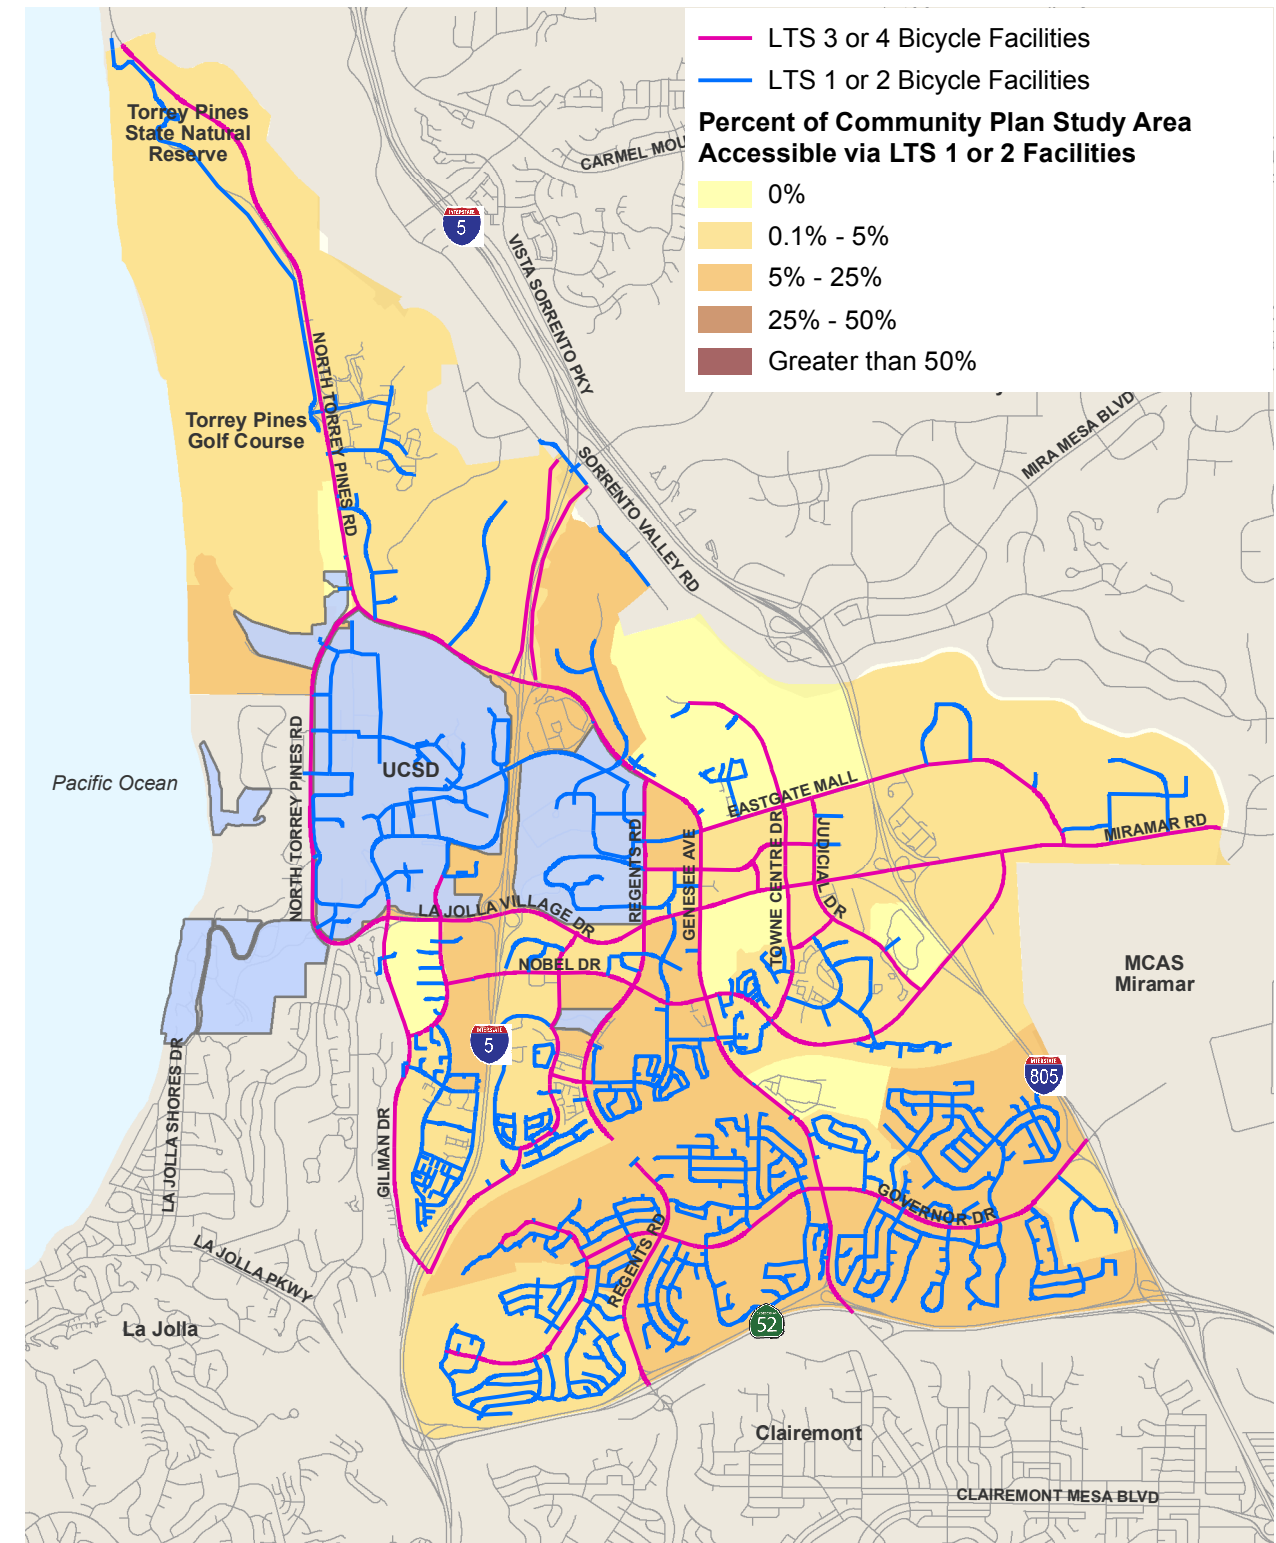 LTS 3 or 4 Bicycle Facilities
LTS 1 or 2 Bicycle Facilities
Percent of Community Plan Study Area
Accessible via LTS 1 or 2 Facilities
0%
0.1% - 5%
5% - 25%
25% - 50%
Greater than 50%
Torrey Pines
State Natural
Reserve
CARMEL MOU
INTERSTATE
5
VISTA SORRENTO PKY
NORTH TORREY PINES RD
Torrey Pines
Golf Course
MIRA MESA BLVD
SORRENTO VALLEY RD
UCSD
Pacific Ocean
NORTH TORREY PINES RD
EASTGATE MALL
MIRAMAR RD
REGENTS RD
GENESEE AVE
TOWNE CENTRE DR
JUDICIAL DR
LA JOLLA VILLAGE DR
NOBEL DR
MCAS
Miramar
INTERSTATE
5
INTERSTATE
805
LA JOLLA SHORES DR
GILMAN DR
GOVERNOR DR
REGENTS RD
LA JOLLA PKWY
La Jolla
52
Clairemont
CLAIREMONT MESA BLVD